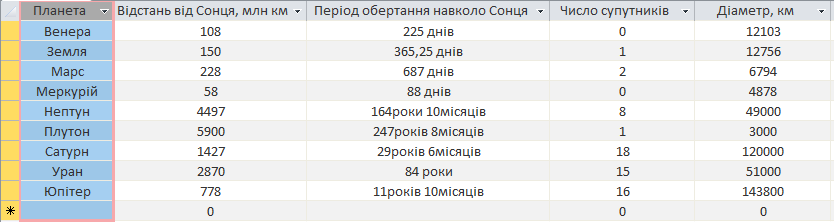 Планета Відстань від Сонця, млн км Період обертання навколо Сонця Число супутників Діаметр, км
Венера 108 225 днів 0 12103
Земля 150 365,25 днів 1 12756
Марс 228 687 днів 2 6794
Меркурій 58 88 днів 0 4878
Нептун 4497 164роки 10місяців 8 49000
Плутон 5900 247років 8місяців 1 3000
Сатурн 1427 29років 6місяців 18 120000
Уран 2870 84 роки 15 51000
Юпітер 778 11років 10місяців 16 143800
0 0 0